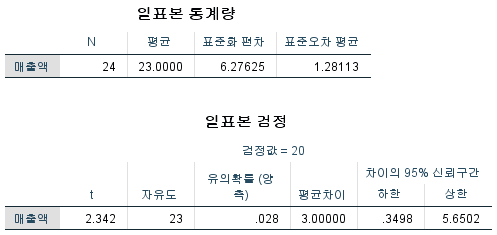 일표본 통계량
N 평균 표준화 편차 표준오차 평균
매출액 24 23.0000 6.27625 1.28113
일표본 검정
검정값 = 20
유의확률 (양 차이의 95% 신뢰구간
t 자유도 측) 평균차이 하한 상한
매출액 2.342 23 .028 3.00000 .3498 5.6502